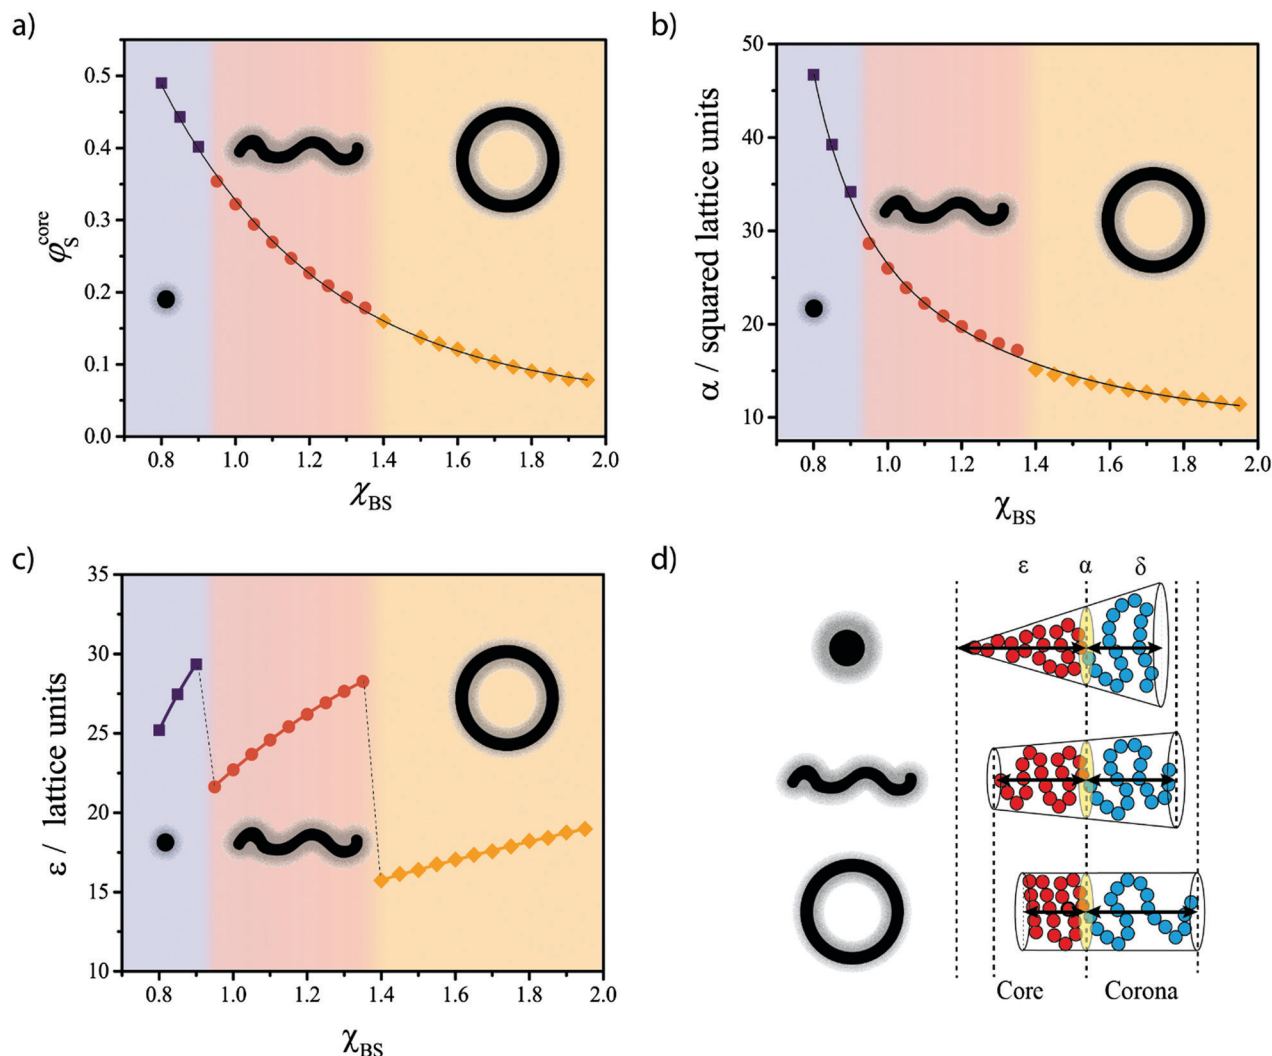 a)
φ_S^core
0.5
0.4
0.3
0.2
0.1
0.0
0.8 1.0 1.2 1.4 1.6 1.8 2.0
χ_BS
b)
α / squared lattice units
50
40
30
20
10
0.8 1.0 1.2 1.4 1.6 1.8 2.0
χ_BS
c)
ε / lattice units
35
30
25
20
15
10
0.8 1.0 1.2 1.4 1.6 1.8 2.0
χ_BS
d)
ε α δ
Core Corona